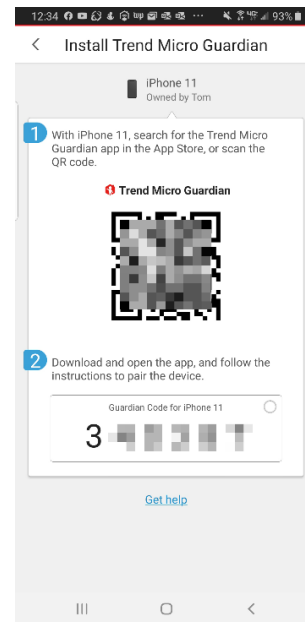 12:34
93%
Install Trend Micro Guardian
iPhone 11
Owned by Tom
1
With iPhone 11, search for the Trend Micro
Guardian app in the App Store, or scan the
QR code.
Trend Micro Guardian
2
Download and open the app, and follow the
instructions to pair the device.
Guardian Code for iPhone 11
3
Get help